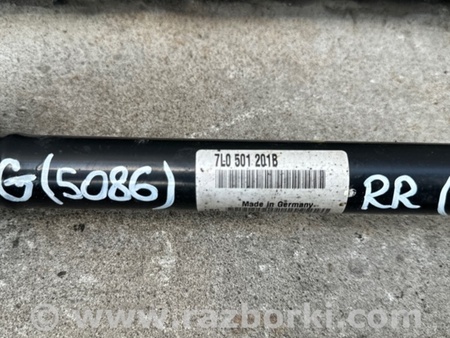 G(5086)
7L0 501 201B
Made in Germany
RR (
www.razborki.com